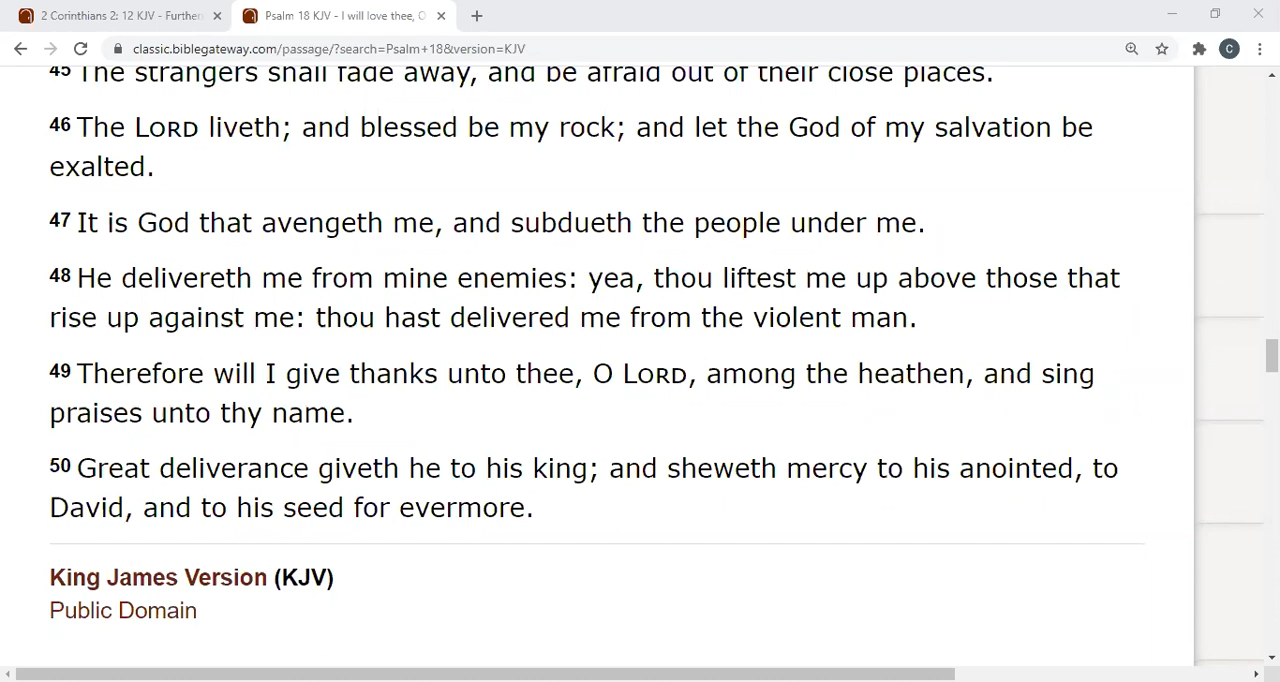 2 Corinthians 2: 12 KJV - Further
Psalm 18 KJV - I will love thee, O
classic.biblegateway.com/passage/?search=Psalm+18&version=KJV
C
45 The strangers shall fade away, and be afraid out of their close places.
46 The LORD liveth; and blessed be my rock; and let the God of my salvation be
exalted.
47 It is God that avengeth me, and subdueth the people under me.
48 He delivereth me from mine enemies: yea, thou liftest me up above those that
rise up against me: thou hast delivered me from the violent man.
49 Therefore will I give thanks unto thee, O LORD, among the heathen, and sing
praises unto thy name.
50 Great deliverance giveth he to his king; and sheweth mercy to his anointed, to
David, and to his seed for evermore.
King James Version (KJV)
Public Domain